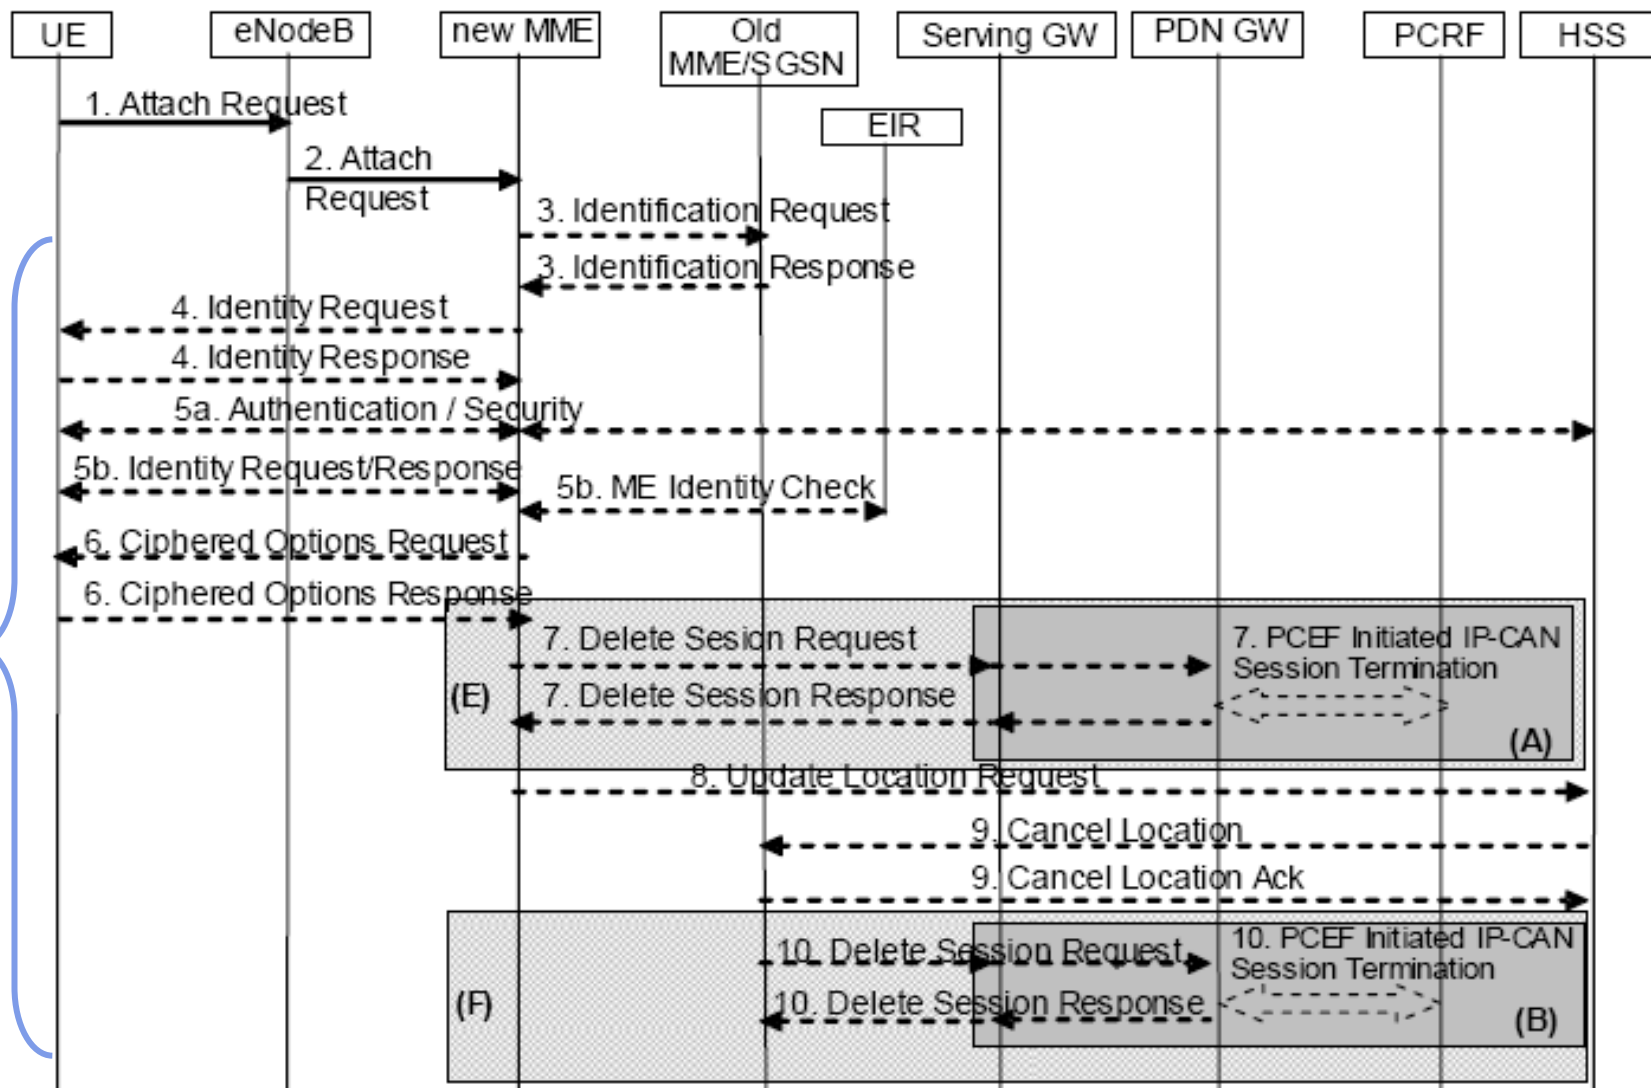 UE
eNodeB
new MME
Old
MME/SGSN
Serving GW
PDN GW
PCRF
HSS
1. Attach Request
EIR
2. Attach
Request
3. Identification Request
3. Identification Response
4. Identity Request
4. Identity Response
5a. Authentication / Security
5b. Identity Request/Response
5b. ME Identity Check
6. Ciphered Options Request
6. Ciphered Options Response
7. Delete Sesion Request
7. PCEF Initiated IP-CAN
Session Termination
(E)
7. Delete Session Response
(A)
8. Update Location Request
9. Cancel Location
9. Cancel Location Ack
10. Delete Session Request
10. PCEF Initiated IP-CAN
Session Termination
(F)
10. Delete Session Response
(B)